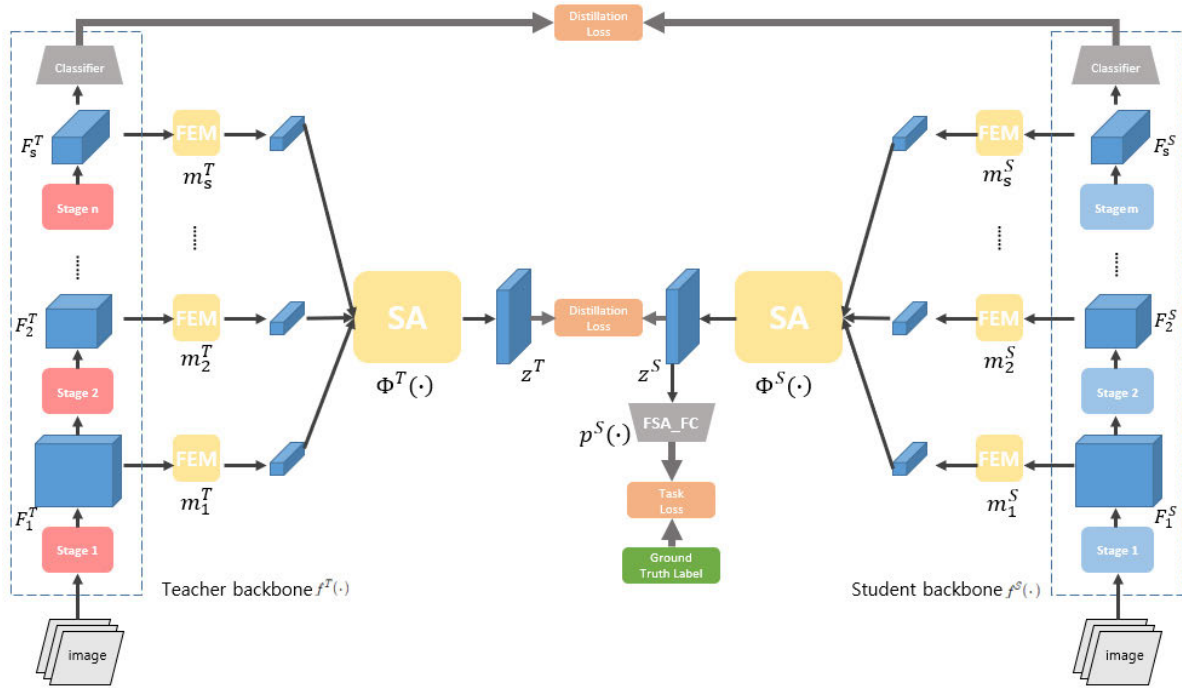 Distillation
Loss
Classifier
Classifier
F_s^T
FEM
m_s^T
FEM
m_s^S
F_s^S
Stage n
Stage m
......
......
......
......
F_2^T
FEM
m_2^T
SA
Φ^T(·)
z^T
Distillation
Loss
z^S
SA
Φ^S(·)
FEM
m_2^S
F_2^S
Stage 2
Stage 2
p^S(·)
FSA_FC
FEM
m_1^T
FEM
m_1^S
F_1^T
F_1^S
Task
Loss
Stage 1
Stage 1
Ground
Truth Label
Teacher backbone f^T(·)
Student backbone f^S(·)
image
image